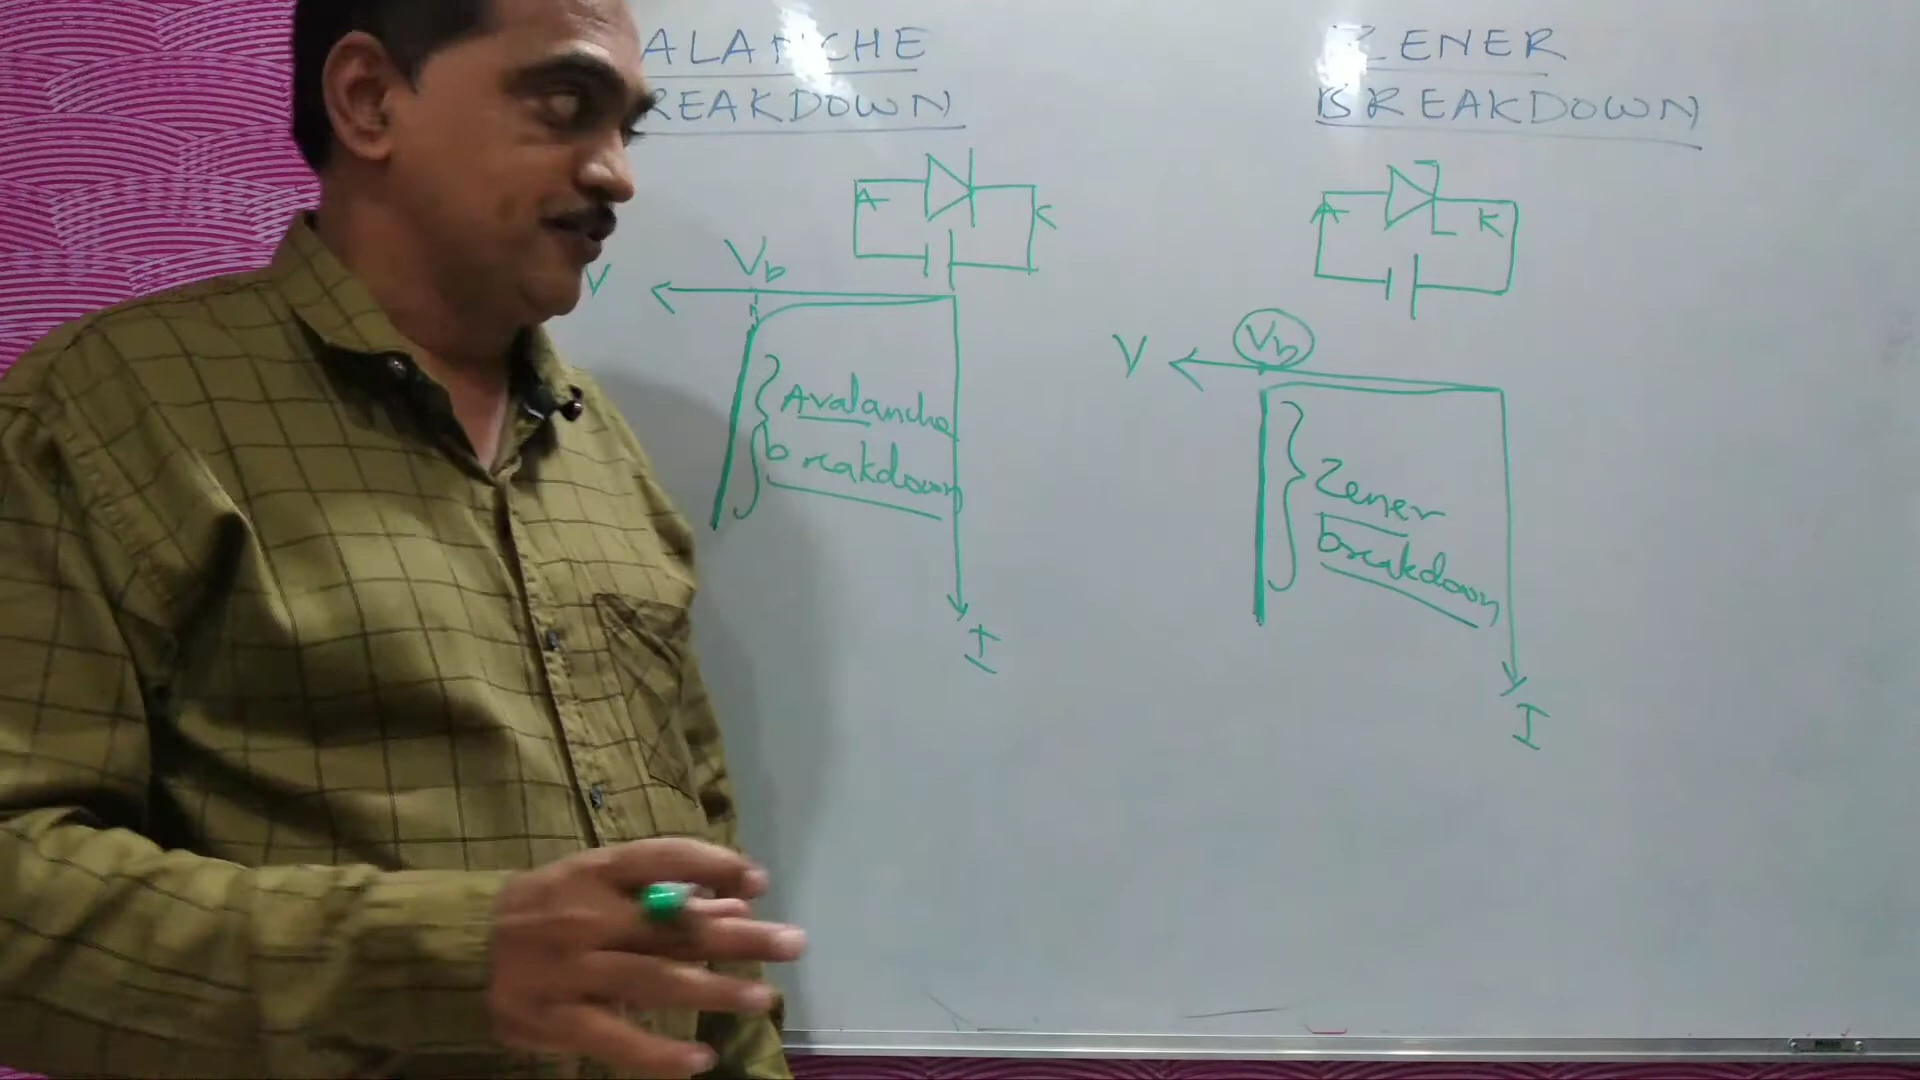 ALANCHE
REAKDOWN
A
K
Vb
V
Avalanche
breakdown
I
ZENER
BREAKDOWN
A
K
Vb
V
Zener
breakdown
I